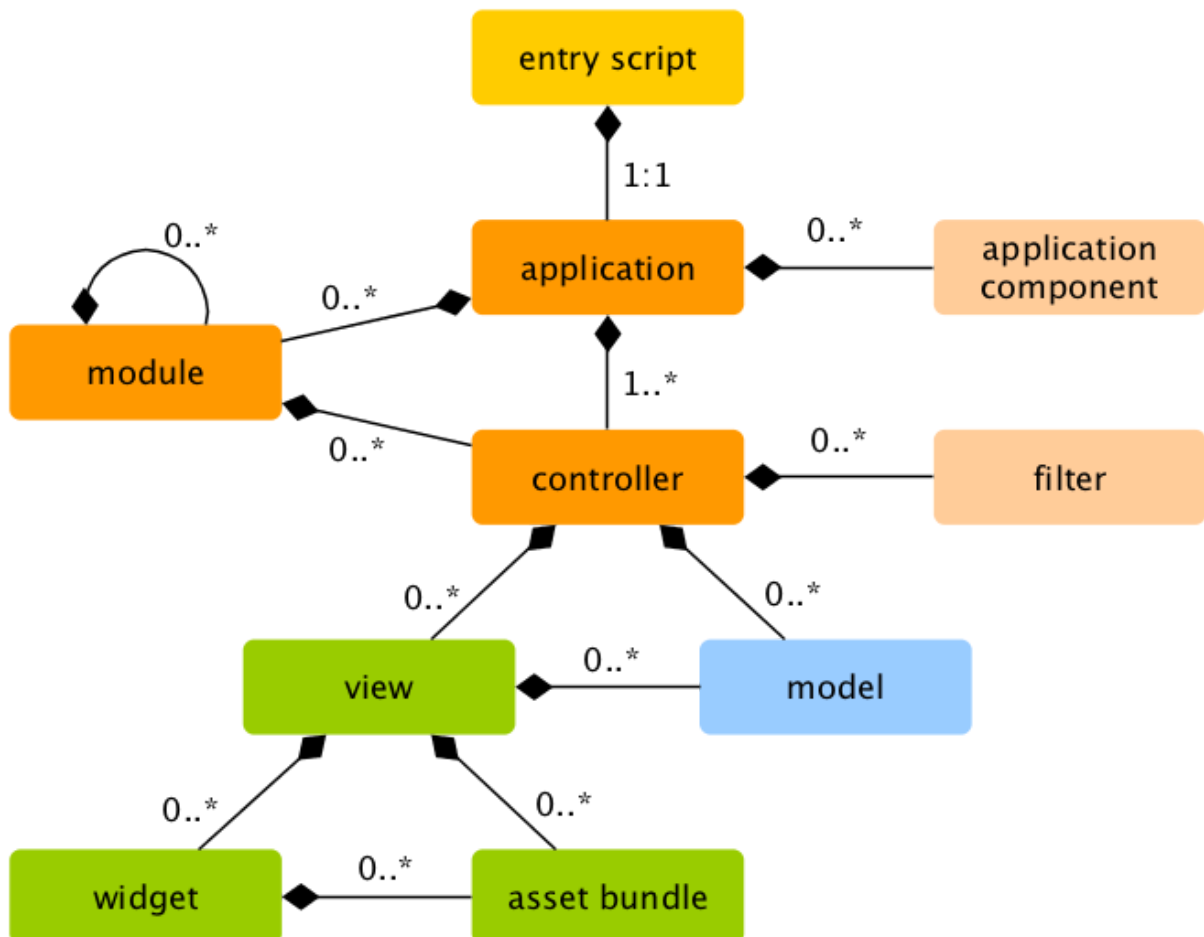 entry script
1:1
0..*
application
0..*
application
component
0..*
module
1..*
0..*
controller
0..*
filter
0..*
0..*
view
0..*
model
0..*
0..*
widget
0..*
asset bundle